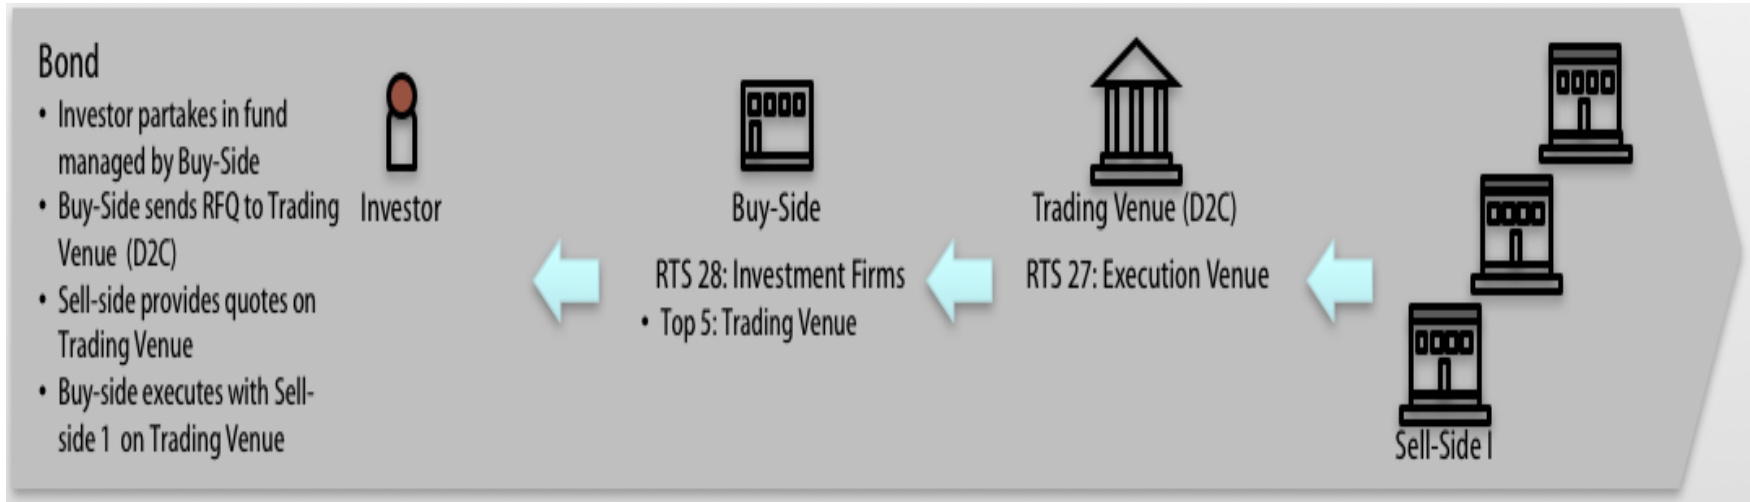 Bond
• Investor partakes in fund
managed by Buy-Side
• Buy-Side sends RFQ to Trading
Venue (D2C)
• Sell-side provides quotes on
Trading Venue
• Buy-side executes with Sell-
side 1 on Trading Venue
Investor
Buy-Side
RTS 28: Investment Firms
• Top 5: Trading Venue
Trading Venue (D2C)
RTS 27: Execution Venue
Sell-Side I